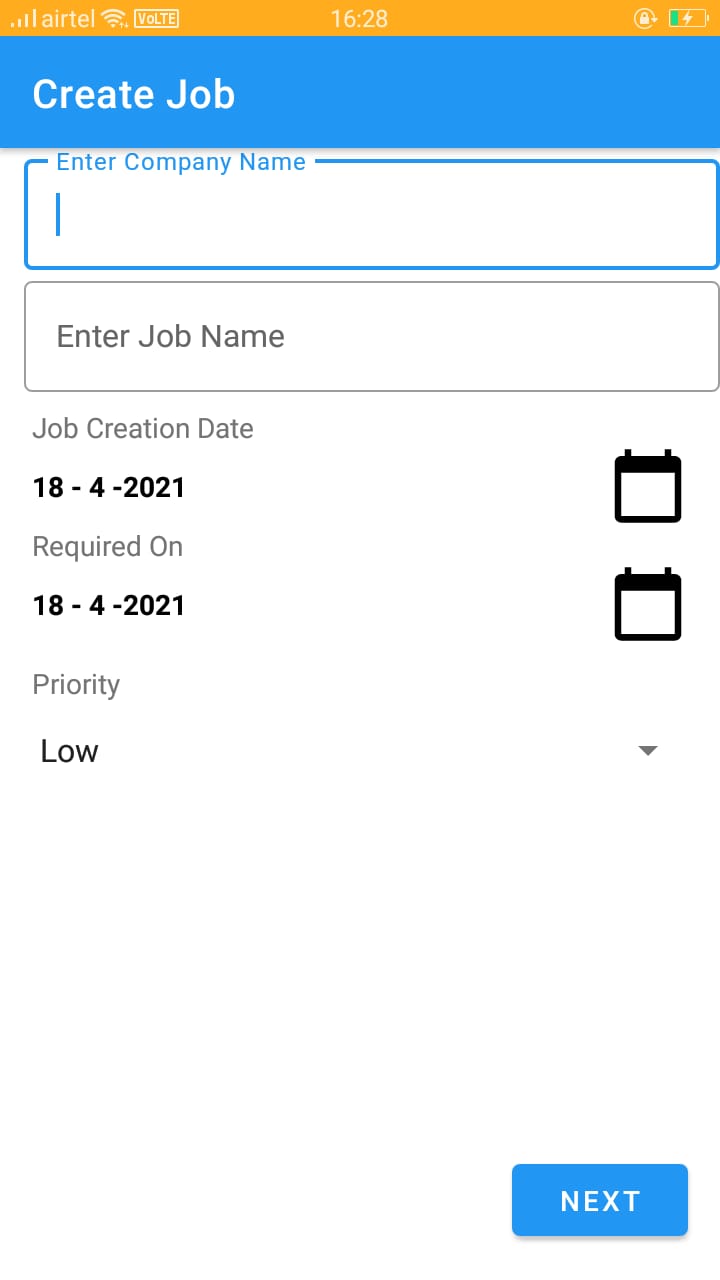 airtel VoLTE 16:28
Create Job
Enter Company Name
Enter Job Name
Job Creation Date
18 - 4 -2021
Required On
18 - 4 -2021
Priority
Low
NEXT